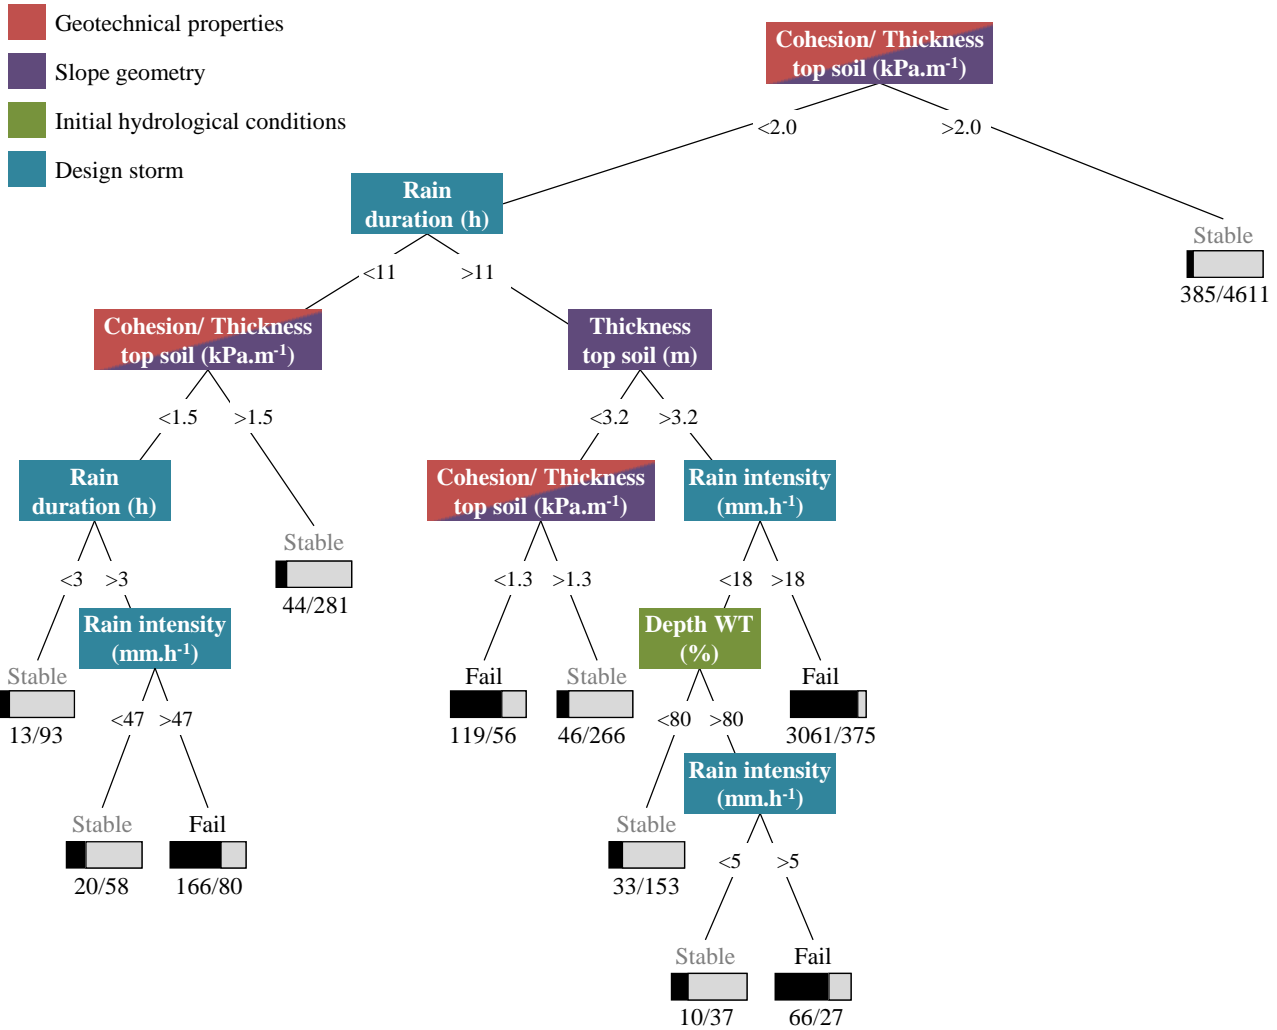 Geotechnical properties
Slope geometry
Initial hydrological conditions
Design storm
Cohesion/ Thickness
top soil (kPa.m⁻¹)
<2.0
>2.0
Rain
duration (h)
Stable
385/4611
<11
>11
Cohesion/ Thickness
top soil (kPa.m⁻¹)
Thickness
top soil (m)
<1.5
>1.5
<3.2
>3.2
Rain
duration (h)
Cohesion/ Thickness
top soil (kPa.m⁻¹)
Rain intensity
(mm.h⁻¹)
Stable
44/281
<3
>3
<1.3
>1.3
<18
>18
Rain intensity
(mm.h⁻¹)
Depth WT
(%)
Stable
13/93
Fail
119/56
Stable
46/266
Fail
3061/375
<47
>47
<80
>80
Rain intensity
(mm.h⁻¹)
Stable
20/58
Fail
166/80
Stable
33/153
<5
>5
Stable
10/37
Fail
66/27